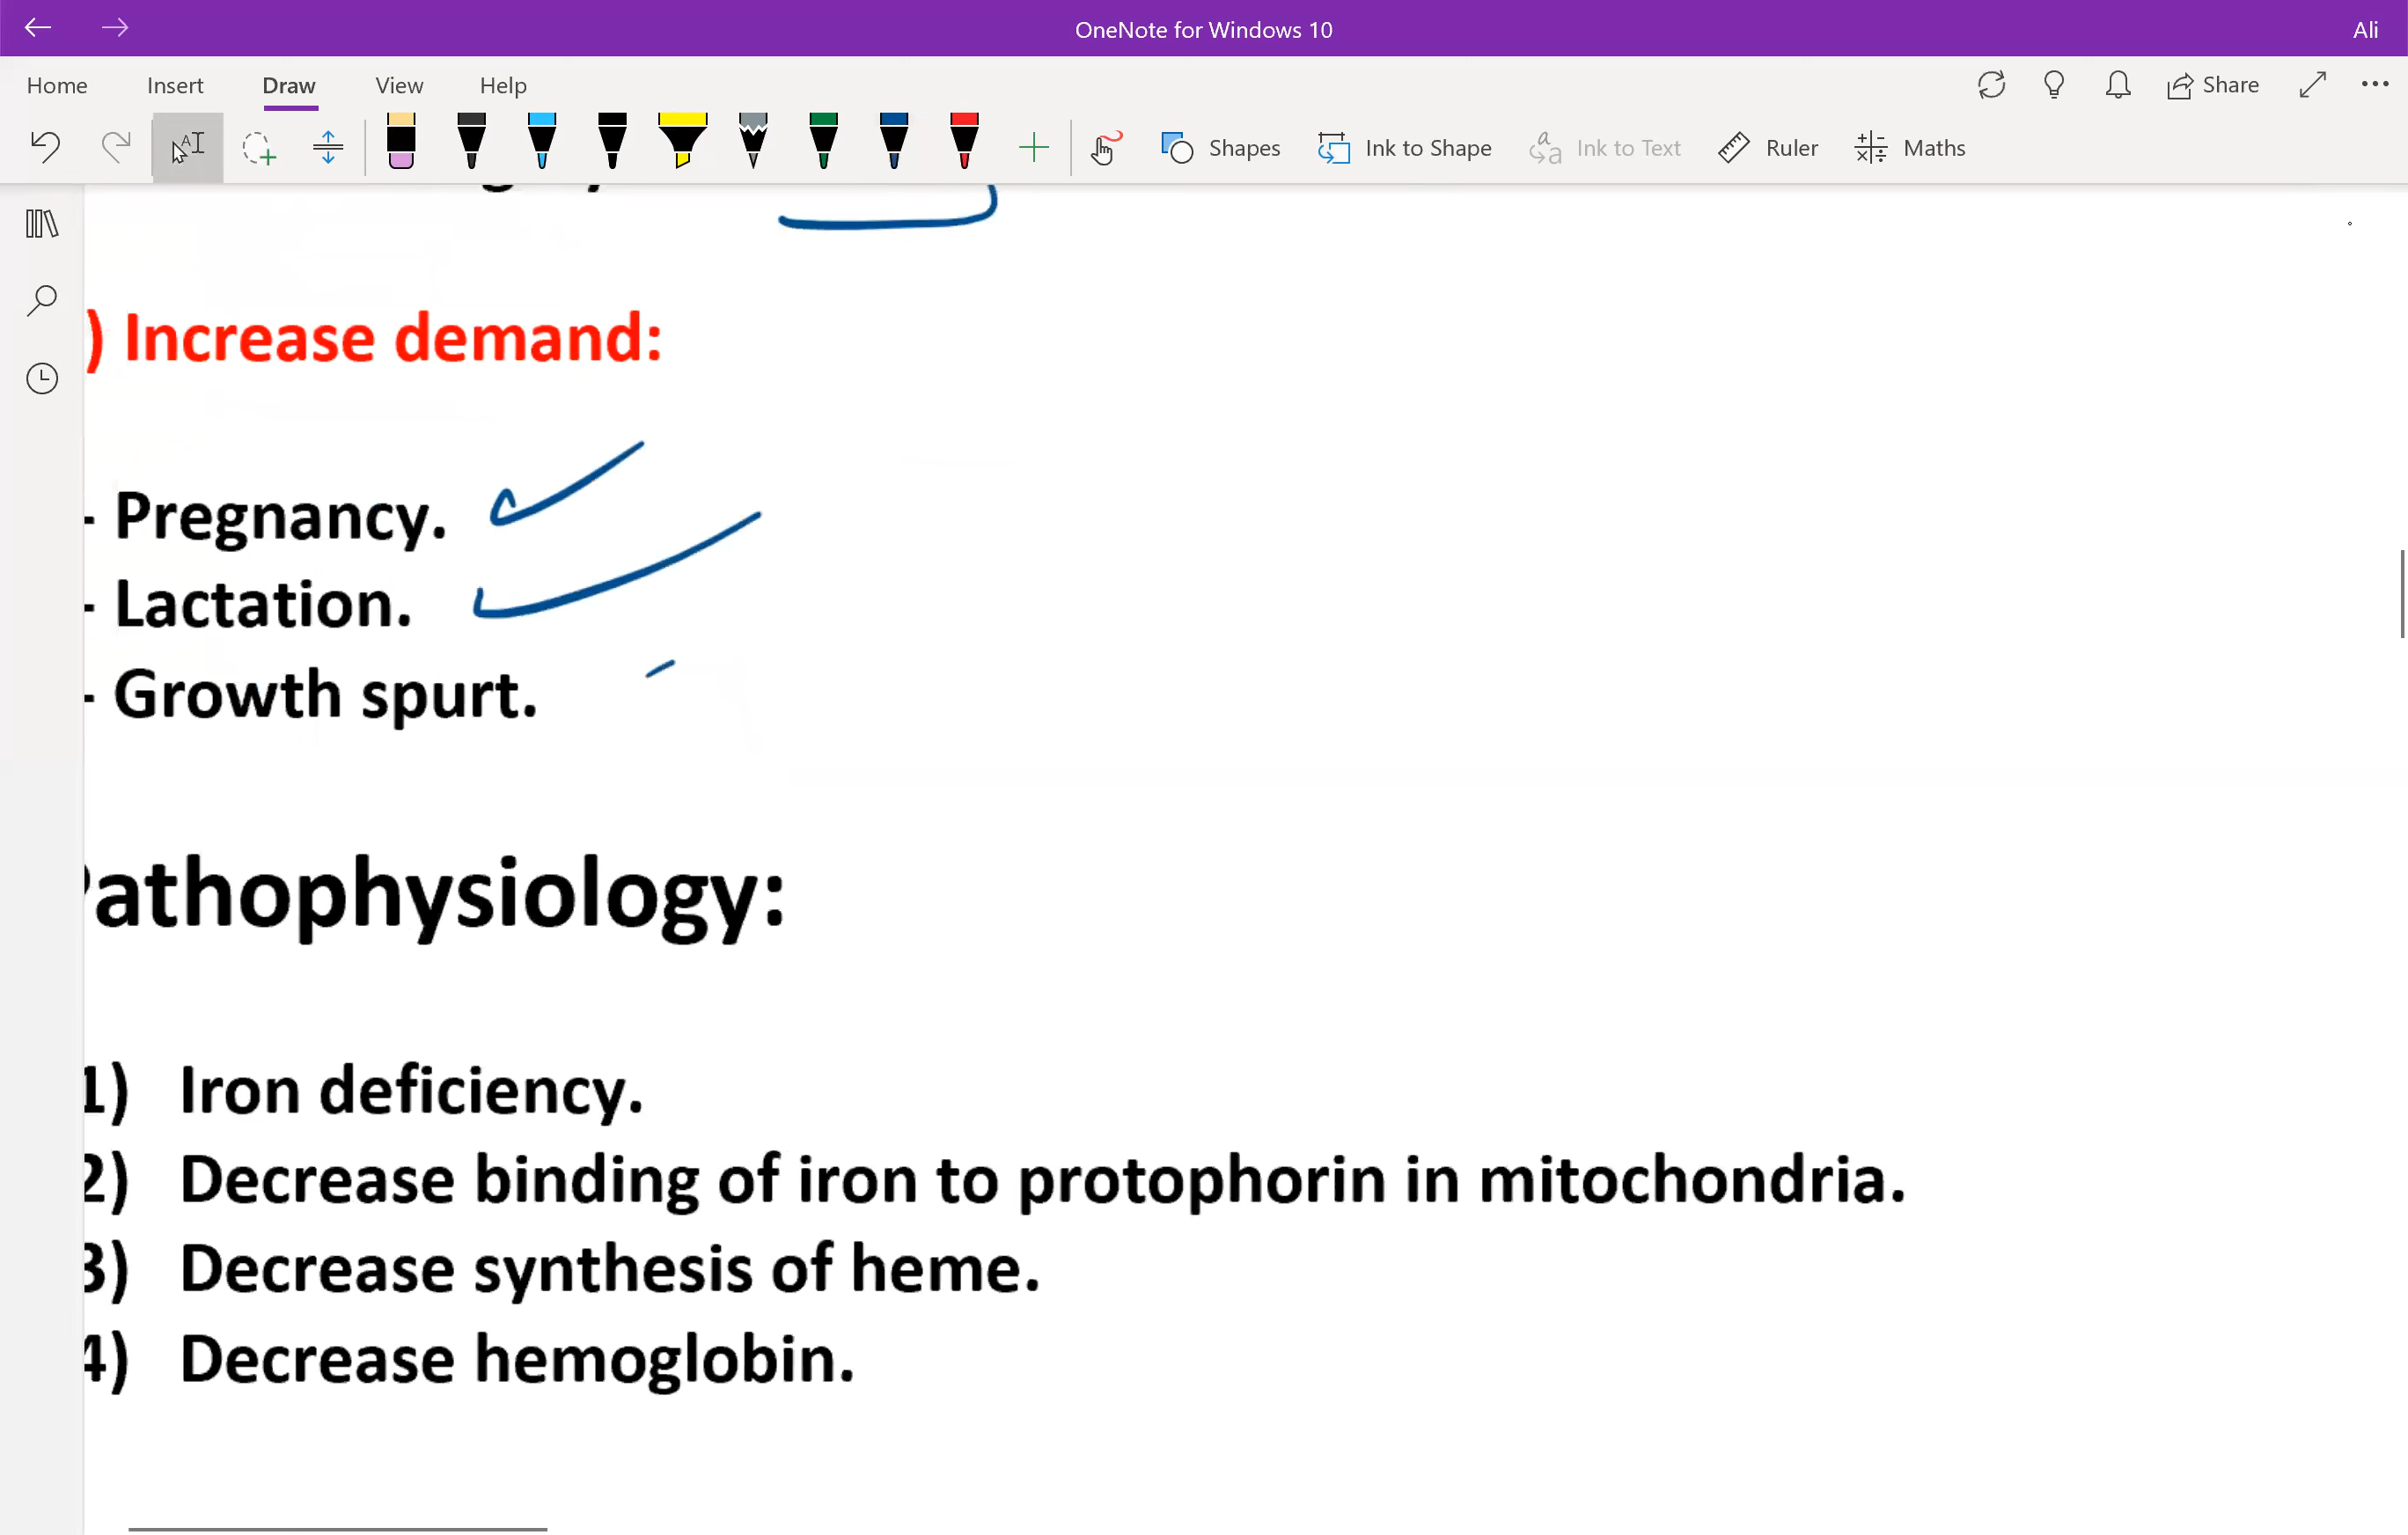 OneNote for Windows 10
Ali
Home Insert Draw View Help
Share
Shapes Ink to Shape Ink to Text Ruler Maths
) Increase demand:
- Pregnancy.
- Lactation.
- Growth spurt.
Pathophysiology:
1) Iron deficiency.
2) Decrease binding of iron to protophorin in mitochondria.
3) Decrease synthesis of heme.
4) Decrease hemoglobin.